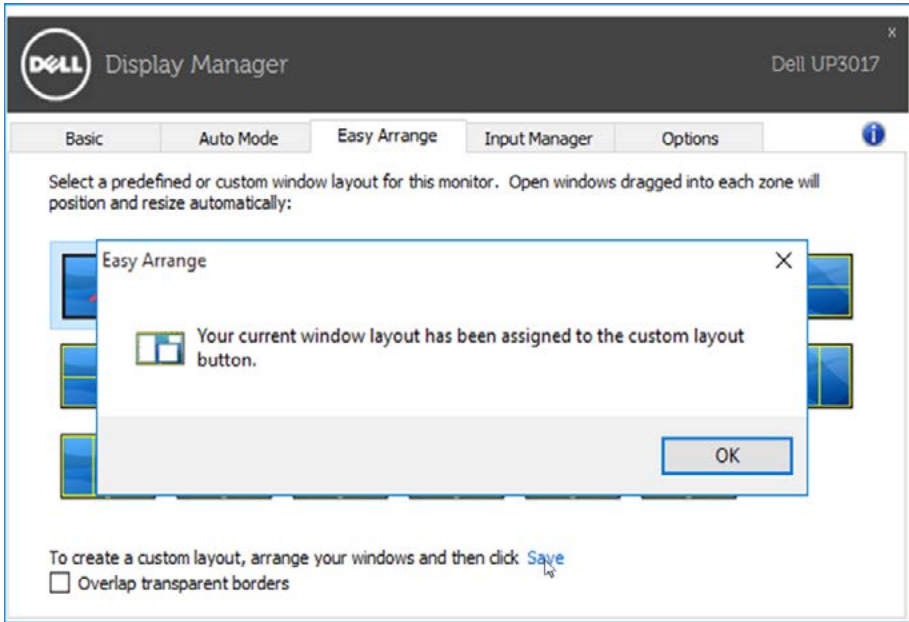 x
DELL Display Manager Dell UP3017
Basic Auto Mode Easy Arrange Input Manager Options i
Select a predefined or custom window layout for this monitor. Open windows dragged into each zone will
position and resize automatically:
Easy Arrange
Your current window layout has been assigned to the custom layout
button.
OK
To create a custom layout, arrange your windows and then click Save
Overlap transparent borders